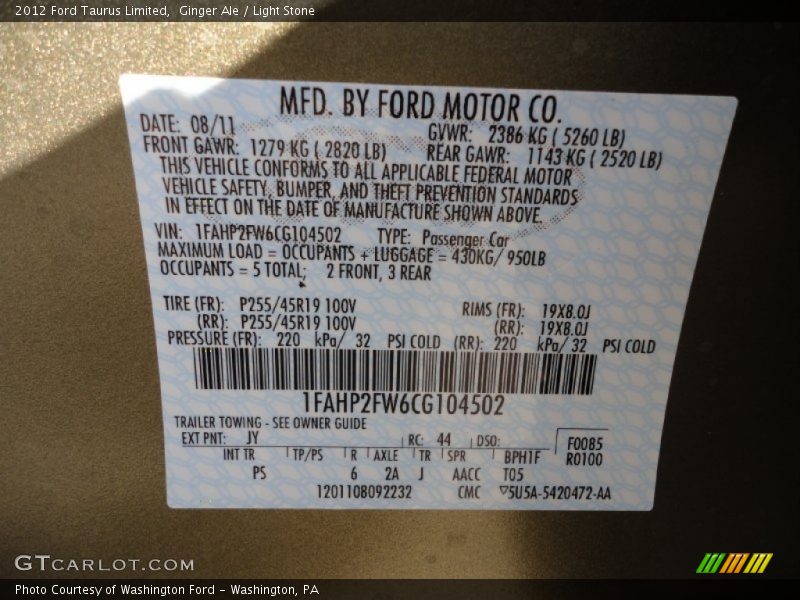 2012 Ford Taurus Limited,  Ginger Ale / Light Stone
MFD. BY FORD MOTOR CO.
DATE: 08/11 GVWR: 2386 KG ( 5260 LB)
FRONT GAWR: 1279 KG ( 2820 LB) REAR GAWR: 1143 KG ( 2520 LB)
THIS VEHICLE CONFORMS TO ALL APPLICABLE FEDERAL MOTOR
VEHICLE SAFETY, BUMPER, AND THEFT PREVENTION STANDARDS
IN EFFECT ON THE DATE OF MANUFACTURE SHOWN ABOVE.
VIN: 1FAHP2FW6CG104502 TYPE: Passenger Car
MAXIMUM LOAD = OCCUPANTS + LUGGAGE = 430KG/ 950LB
OCCUPANTS = 5 TOTAL; 2 FRONT, 3 REAR
TIRE (FR): P255/45R19 100V RIMS (FR): 19X8.0J
(RR): P255/45R19 100V (RR): 19X8.0J
PRESSURE (FR): 220 kPa/ 32 PSI COLD (RR): 220 kPa/ 32 PSI COLD
1FAHP2FW6CG104502
TRAILER TOWING - SEE OWNER GUIDE
EXT PNT: JY RC: 44 DSO: F0085
INT TR TP/PS R AXLE TR SPR BPH1F R0100
PS 6 2A J AACC T05
1201108092232 CMC ▽5U5A-5420472-AA
GTCARLOT.COM
Photo Courtesy of Washington Ford - Washington, PA